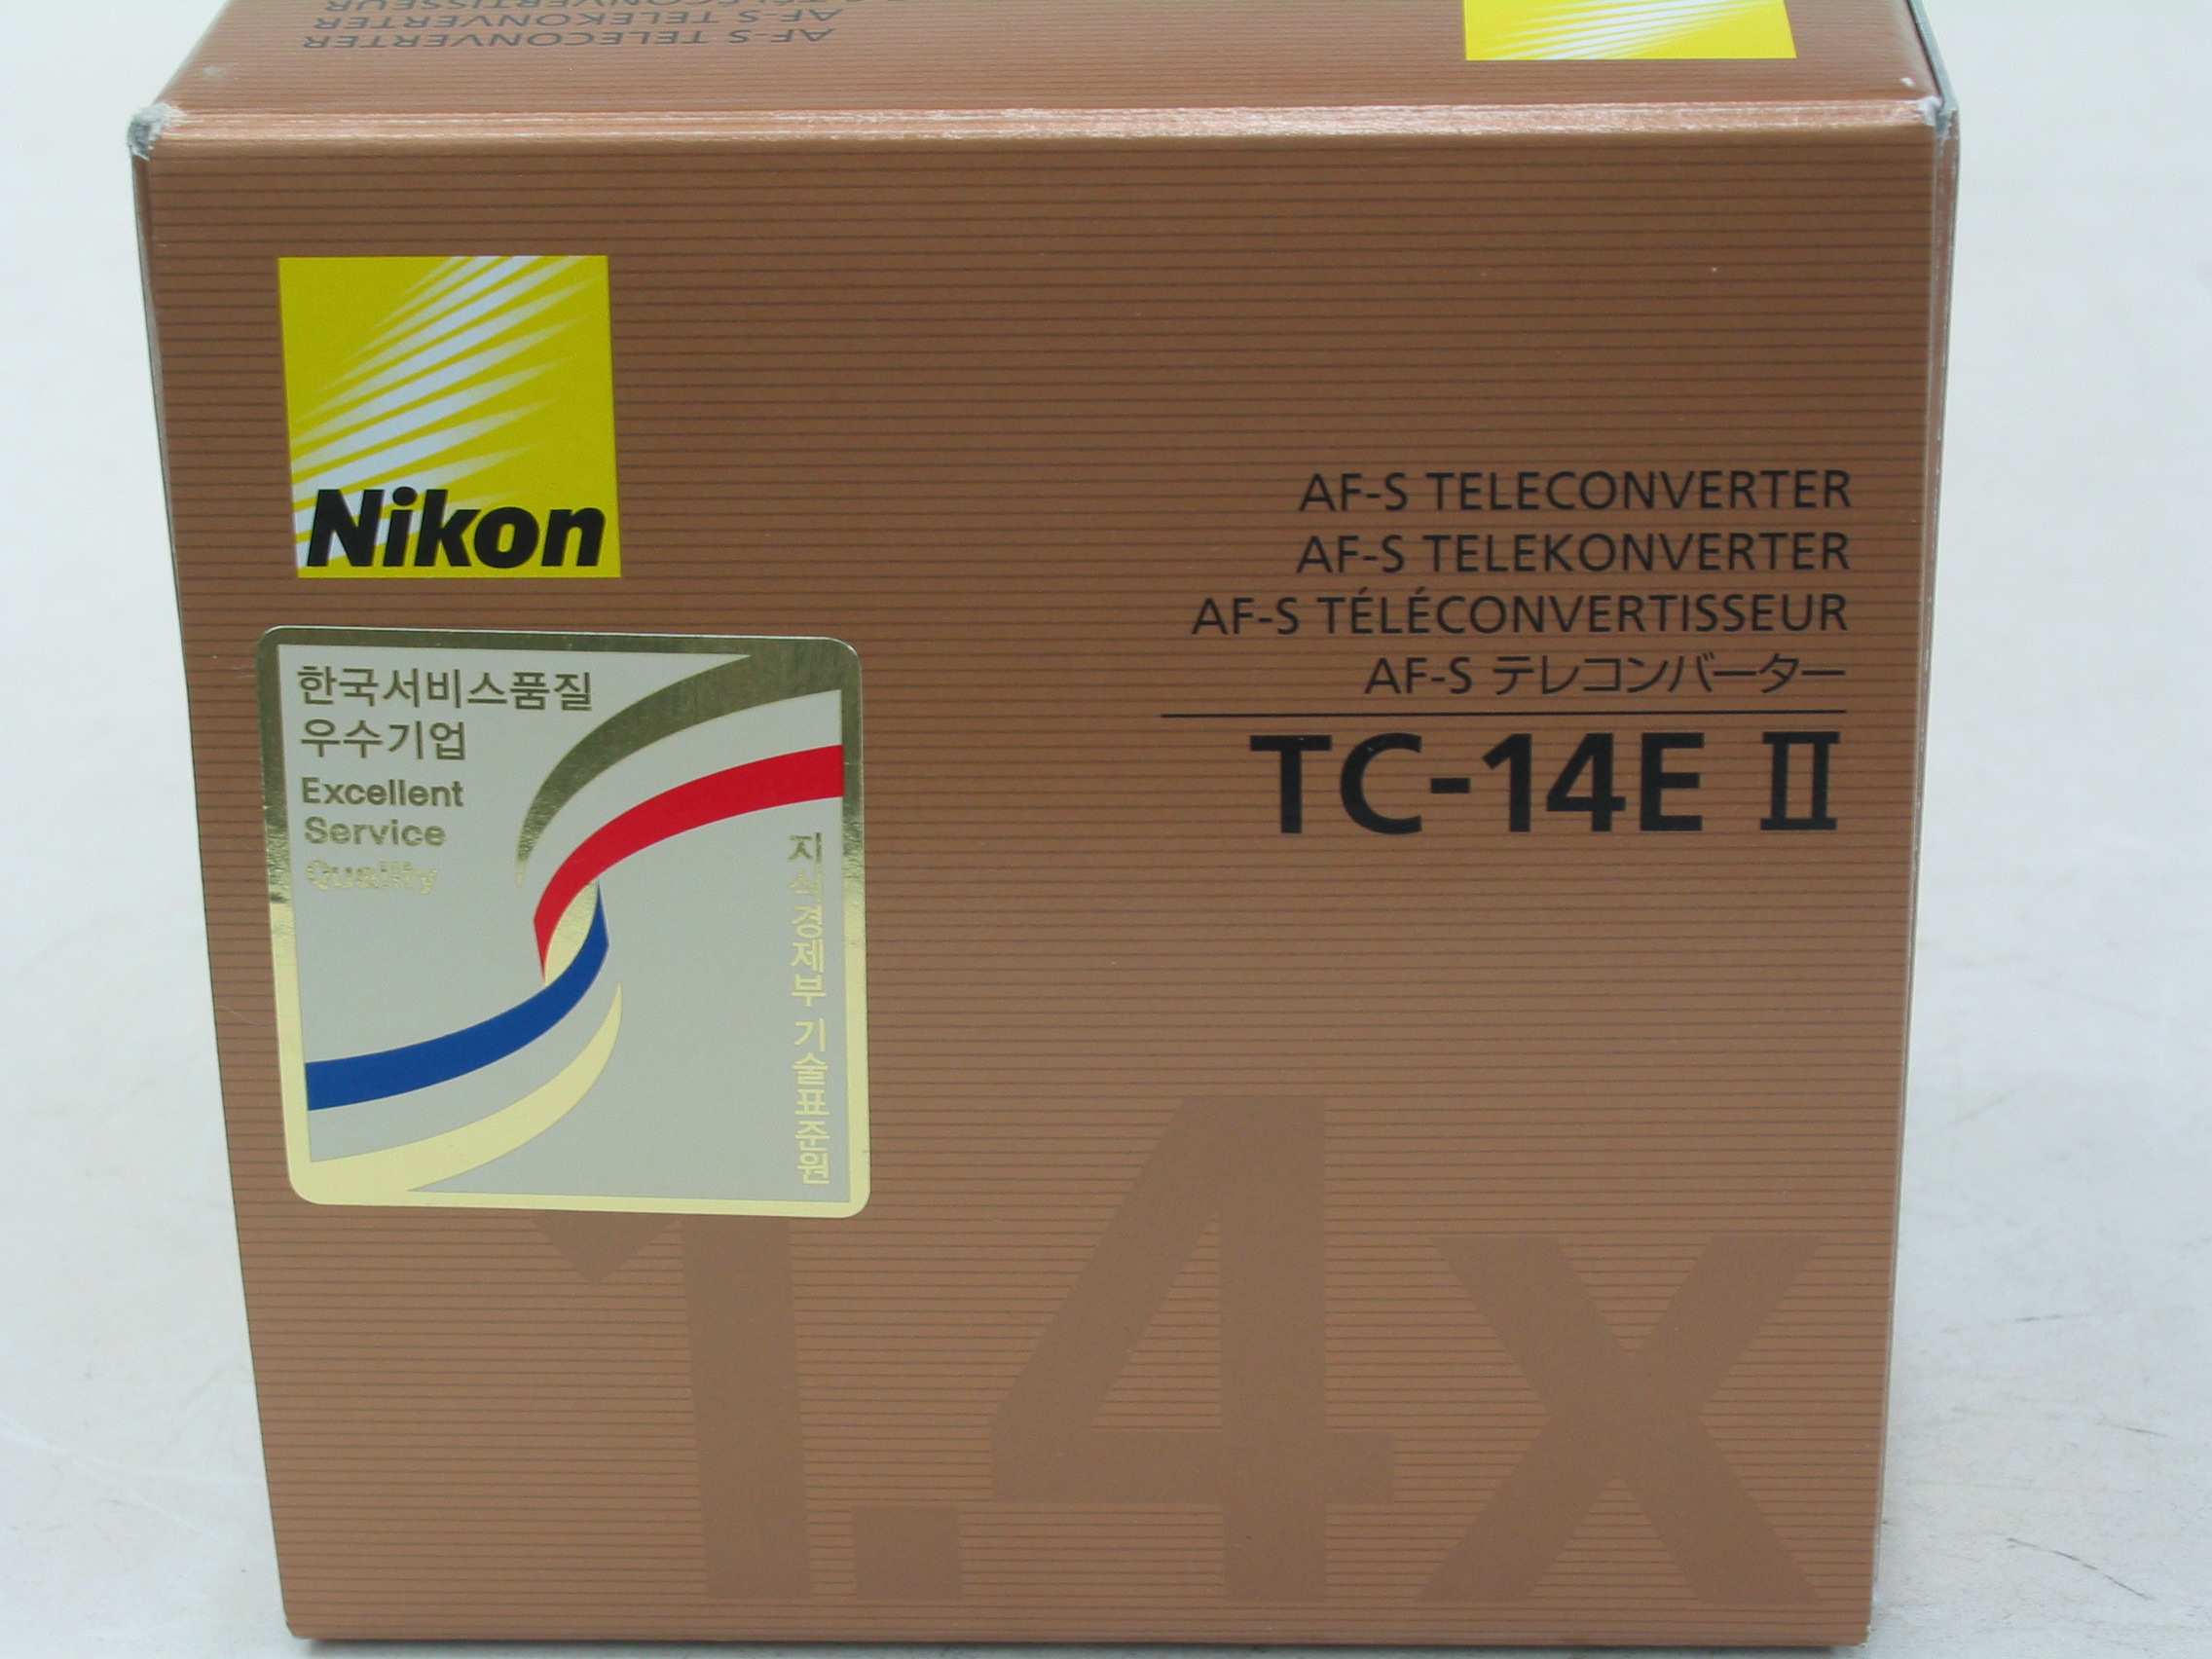 AF-S TELECONVERTER
AF-S TELEKONVERTER
Nikon
AF-S TELECONVERTER
AF-S TELEKONVERTER
AF-S TÉLÉCONVERTISSEUR
AF-S テレコンバーター
TC-14E II
한국서비스품질
우수기업
Excellent
Service
Quality
지식경제부 기술표준원
1.4x